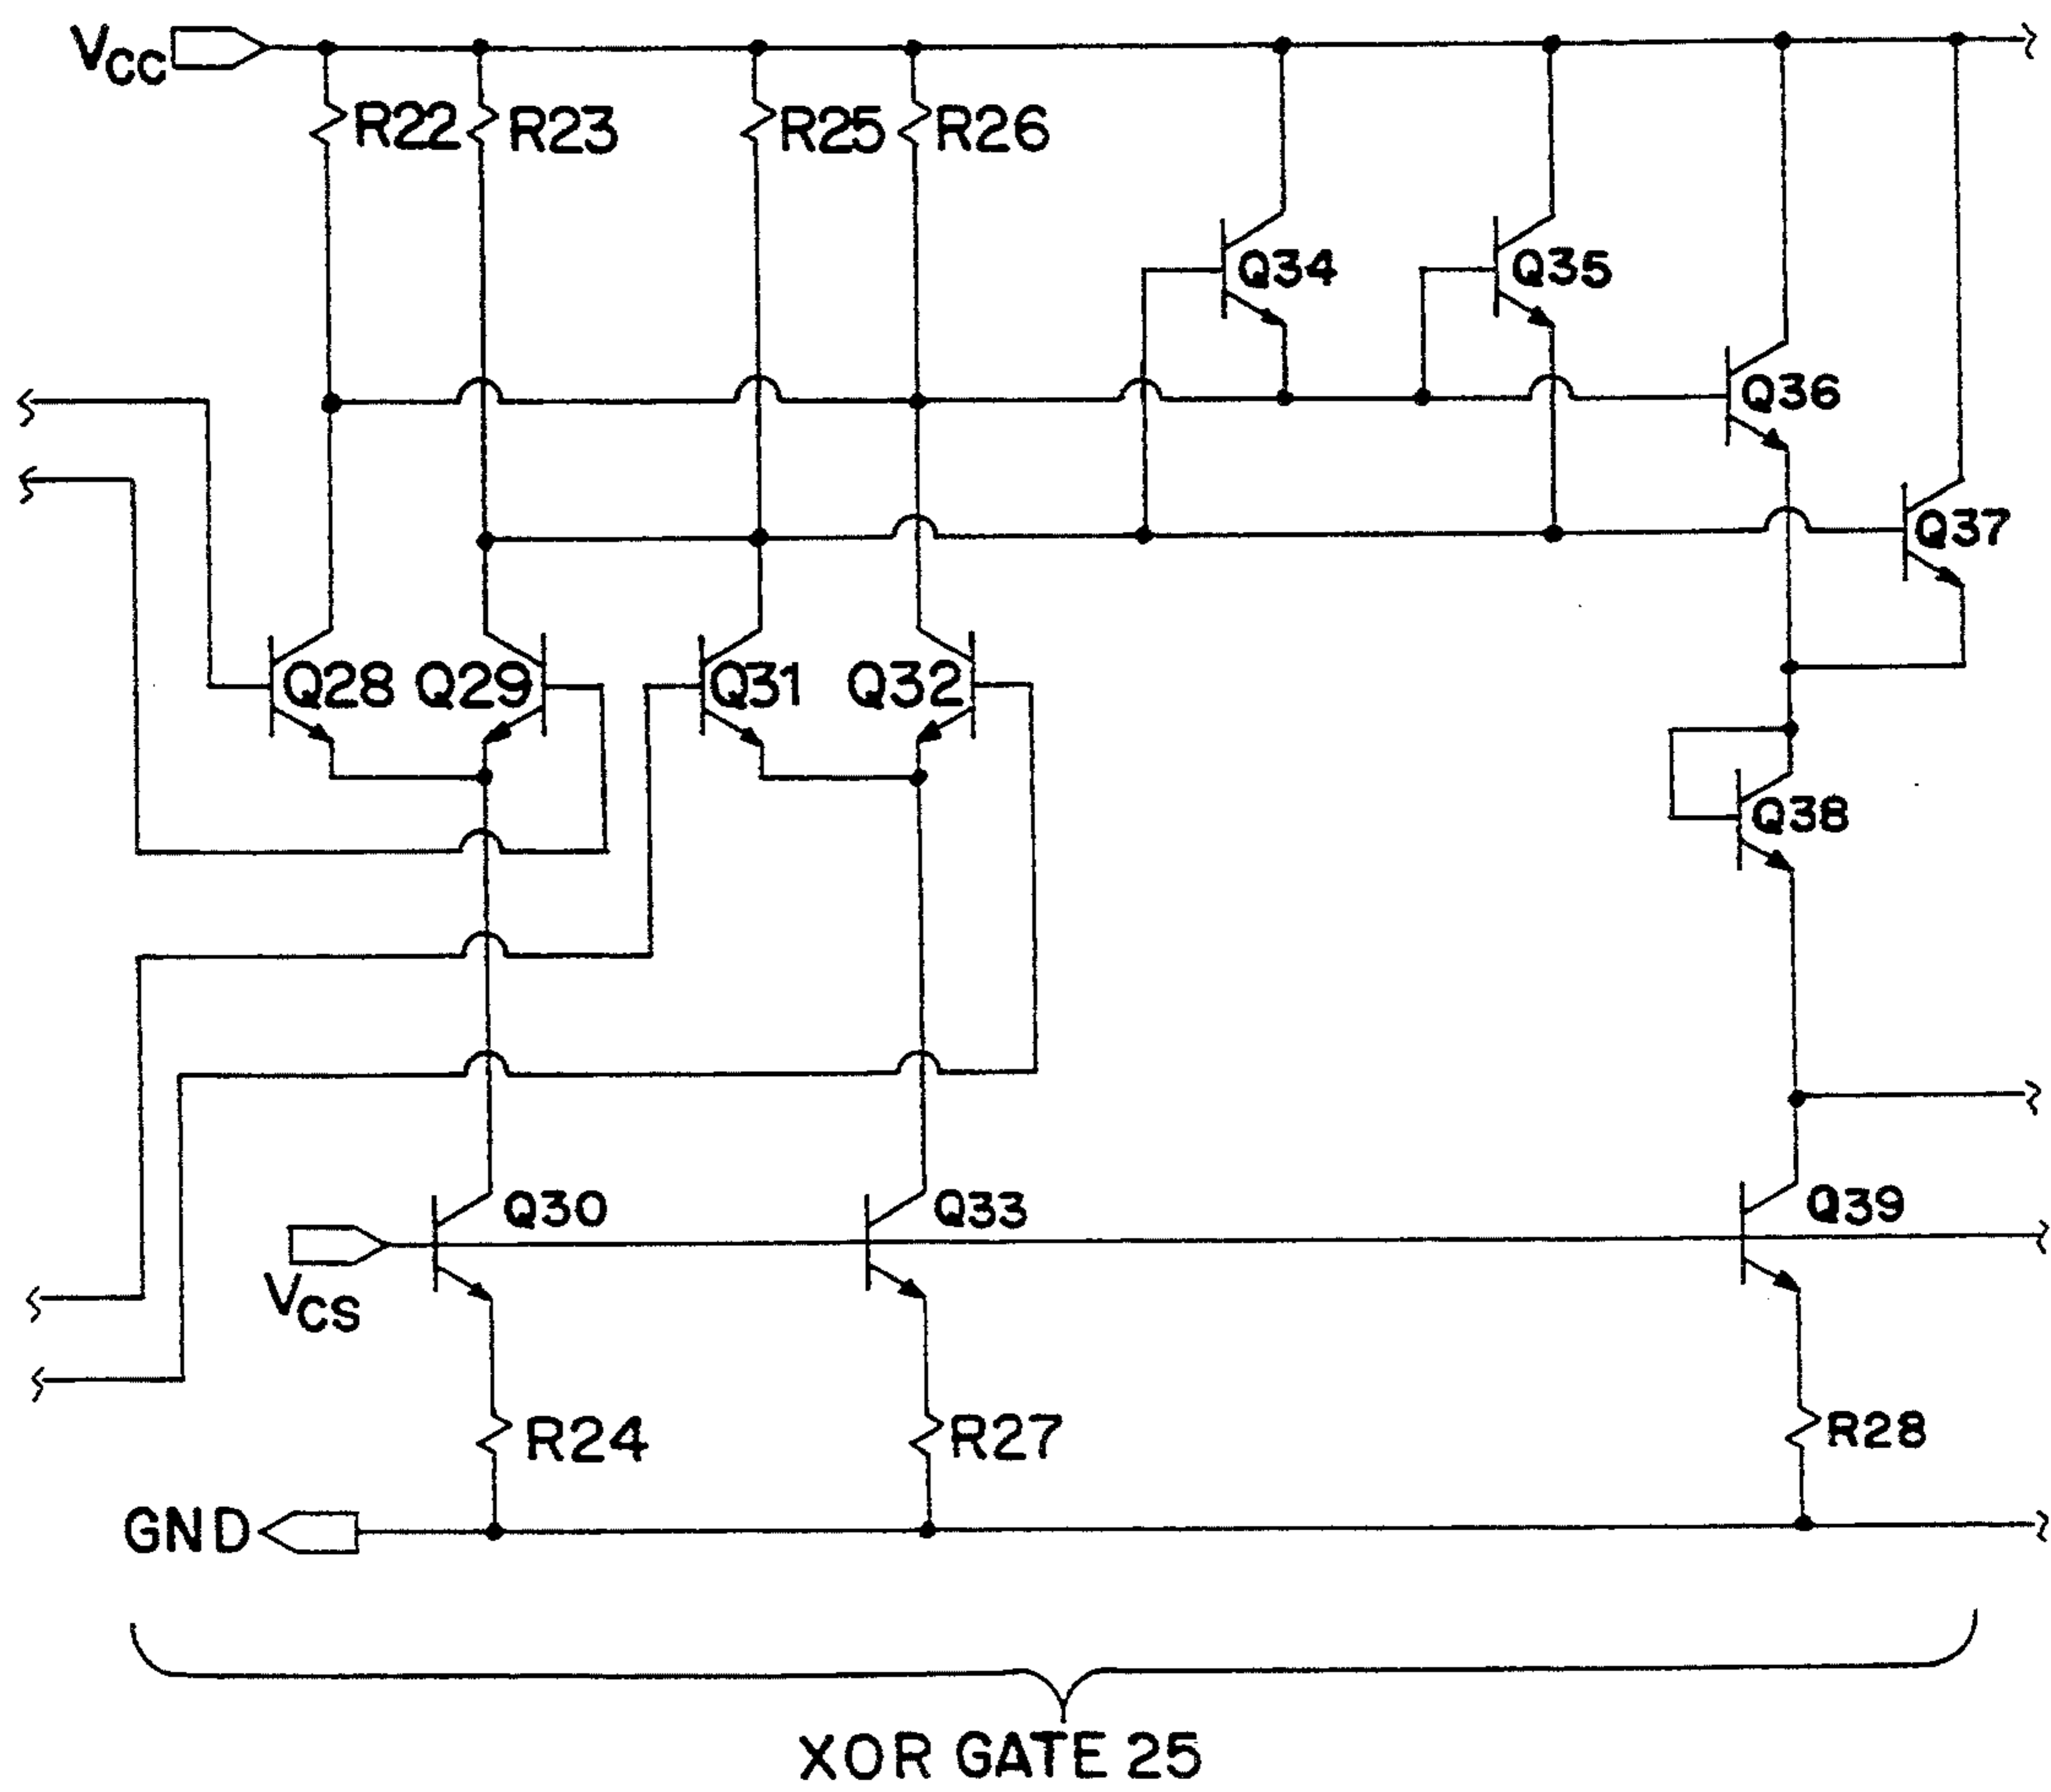 VCC
R22
R23
R25
R26
Q34
Q35
Q36
Q37
Q28
Q29
Q31
Q32
Q38
Q30
Q33
Q39
VCS
R24
R27
R28
GND
XOR GATE 25